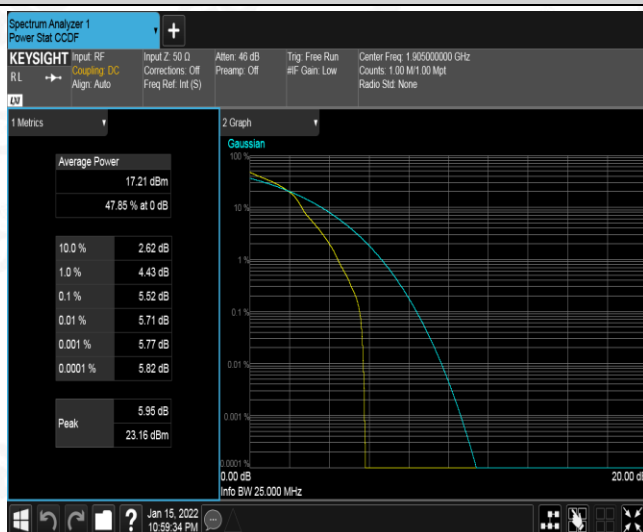 Spectrum Analyzer 1
Power Stat CCDF
+
KEYSIGHT
RL
LXI
Input: RF
Coupling: DC
Align: Auto
Input Z: 50 Ω
Corrections: Off
Freq Ref: Int (S)
Atten: 46 dB
Preamp: Off
Trig: Free Run
#IF Gain: Low
Center Freq: 1.905000000 GHz
Counts: 1.00 M/1.00 Mpt
Radio Std: None
1 Metrics
Average Power
17.21 dBm
47.85 % at 0 dB
10.0 % 2.62 dB
1.0 % 4.43 dB
0.1 % 5.52 dB
0.01 % 5.71 dB
0.001 % 5.77 dB
0.0001 % 5.82 dB
Peak
5.95 dB
23.16 dBm
2 Graph
Gaussian
100 %
10 %
1 %
0.1 %
0.01 %
0.001 %
0.0001 %
0.00 dB
20.00 dB
Info BW 25.000 MHz
?
Jan 15, 2022
10:59:34 PM